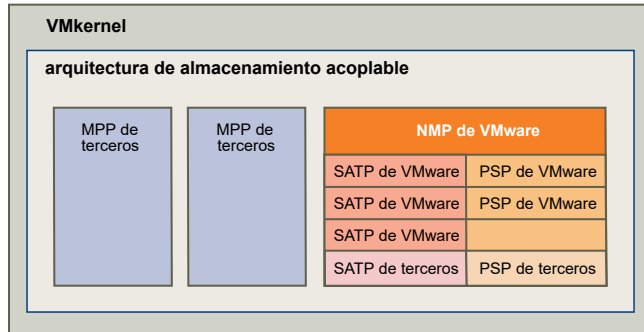 VMkernel
arquitectura de almacenamiento acoplable
MPP de
terceros
MPP de
terceros
NMP de VMware
SATP de VMware
PSP de VMware
SATP de VMware
PSP de VMware
SATP de VMware
SATP de terceros
PSP de terceros